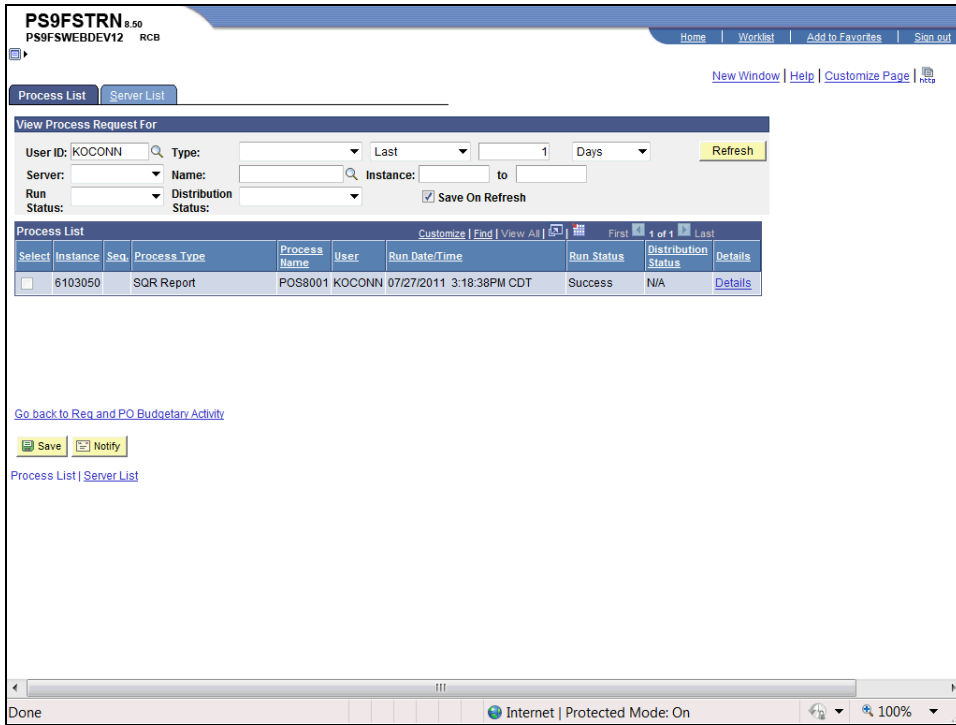 PS9FSTRN 8.50
PS9FSWEBDEV12 RCB
Home Worklist Add to Favorites Sign out
New Window | Help | Customize Page | http
Process List Server List
View Process Request For
User ID: KOCONN Type: Last 1 Days Refresh
Server: Name: Instance: to
Run Status: Distribution Status: Save On Refresh
Process List Customize | Find | View All | First 1 of 1 Last
Select Instance Seq. Process Type Process Name User Run Date/Time Run Status Distribution Status Details
6103050 SQR Report POS8001 KOCONN 07/27/2011 3:18:38PM CDT Success N/A Details
Go back to Req and PO Budgetary Activity
Save Notify
Process List | Server List
Done Internet | Protected Mode: On 100%